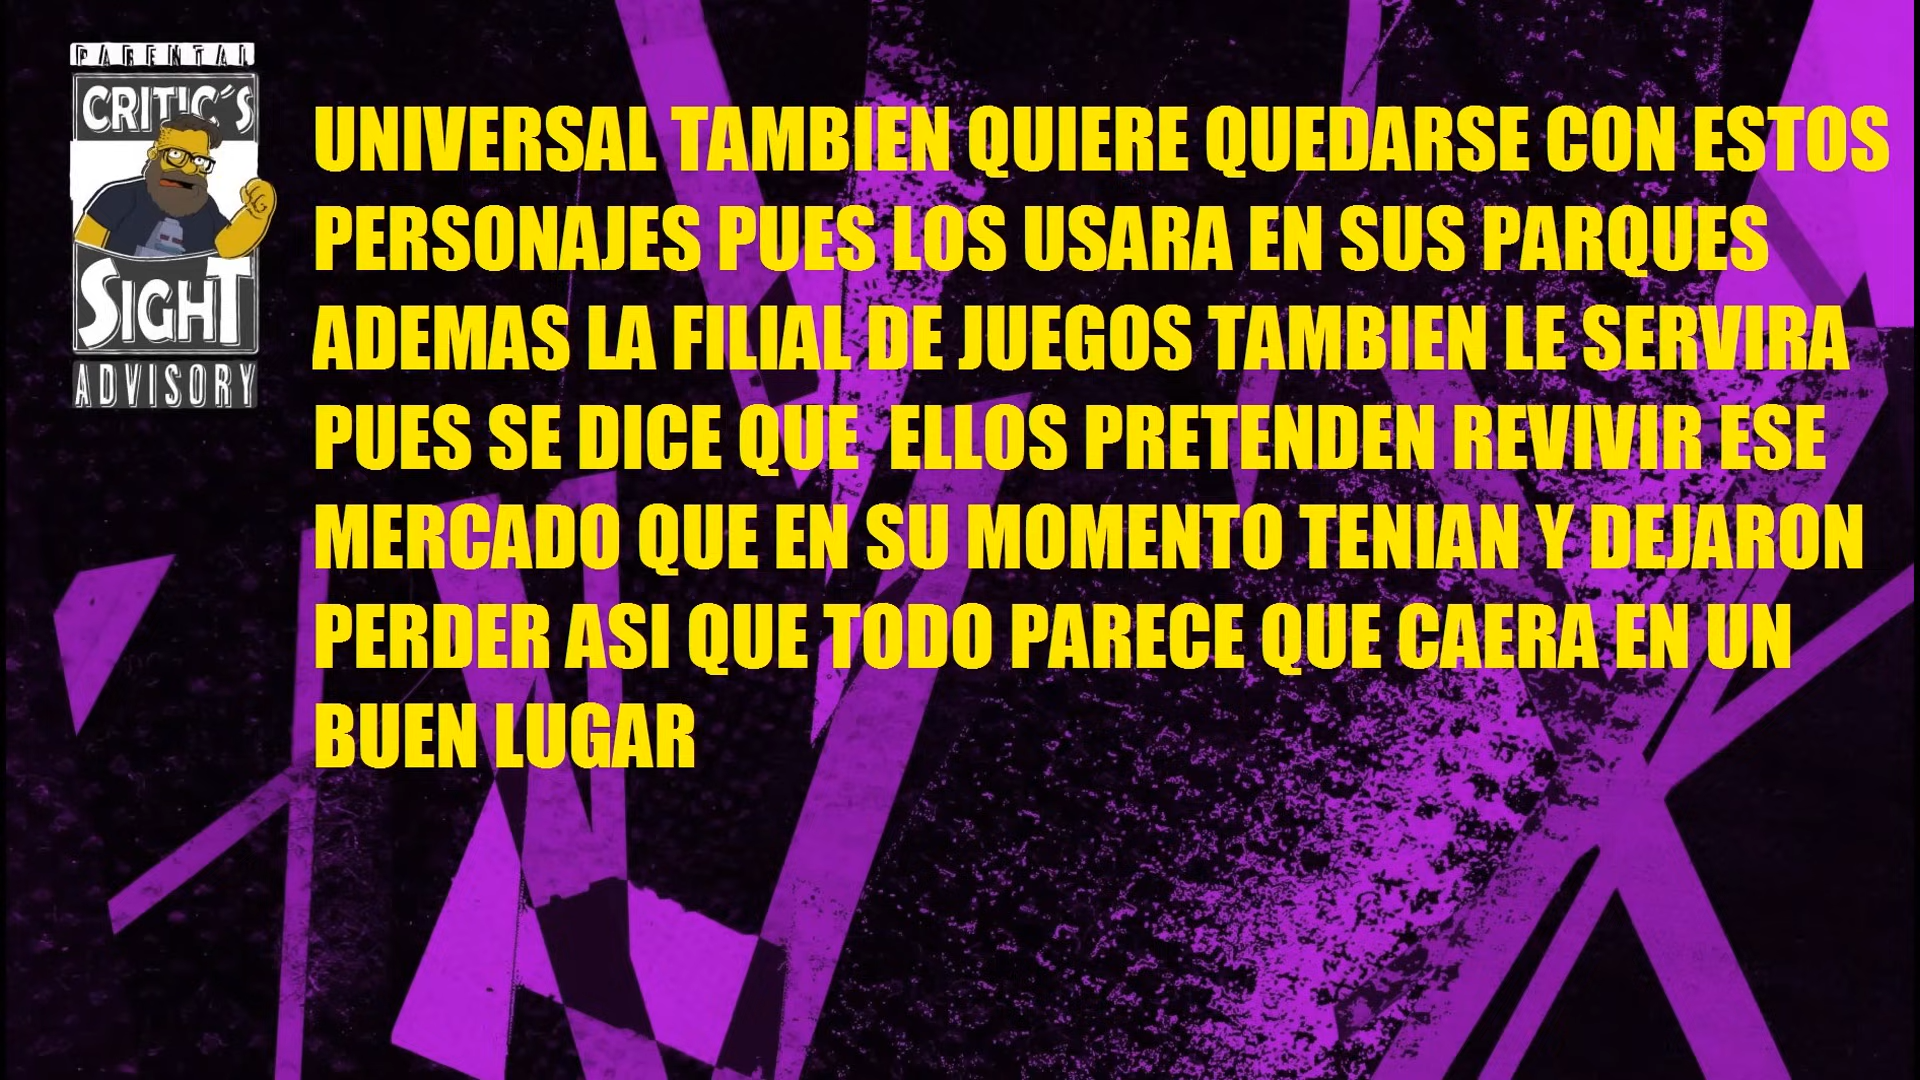 PARENTAL
CRITIC´S
SIGHT
ADVISORY
UNIVERSAL TAMBIEN QUIERE QUEDARSE CON ESTOS
PERSONAJES PUES LOS USARA EN SUS PARQUES
ADEMAS LA FILIAL DE JUEGOS TAMBIEN LE SERVIRA
PUES SE DICE QUE  ELLOS PRETENDEN REVIVIR ESE
MERCADO QUE EN SU MOMENTO TENIAN Y DEJARON
PERDER ASI QUE TODO PARECE QUE CAERA EN UN
BUEN LUGAR